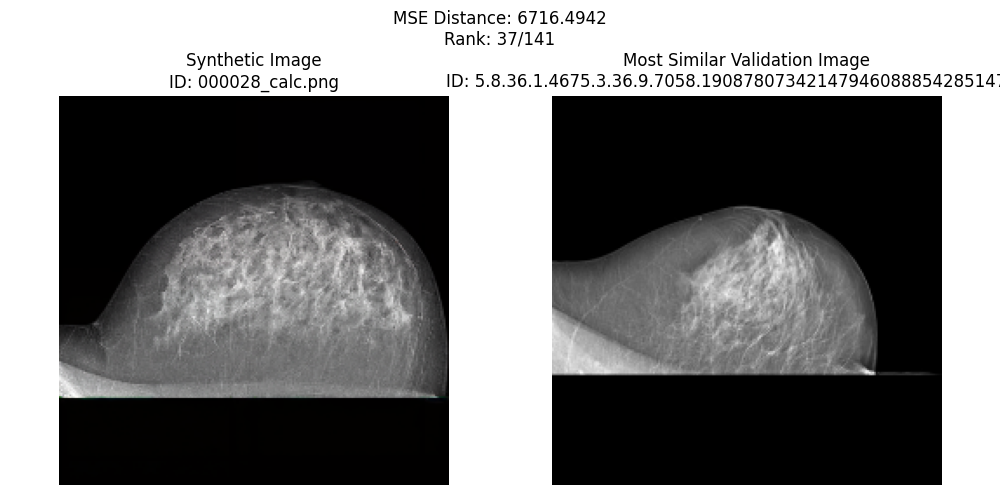 MSE Distance: 6716.4942
Rank: 37/141
Synthetic Image
ID: 000028_calc.png
Most Similar Validation Image
ID: 5.8.36.1.4675.3.36.9.7058.19087807342147946088854285147